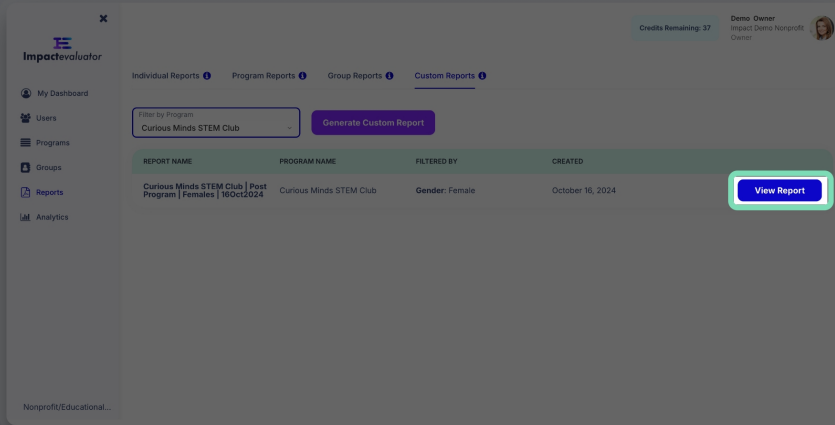 Credits Remaining: 37
Demo Owner
Impact Demo Nonprofit
Owner
Impactevaluator
Individual Reports
Program Reports
Group Reports
Custom Reports
My Dashboard
Users
Programs
Groups
Reports
Analytics
Filter by Program
Curious Minds STEM Club
Generate Custom Report
REPORT NAME PROGRAM NAME FILTERED BY CREATED
Curious Minds STEM Club | Post
Program | Females | 16Oct2024
Curious Minds STEM Club
Gender: Female
October 16, 2024
View Report
Nonprofit/Educational...